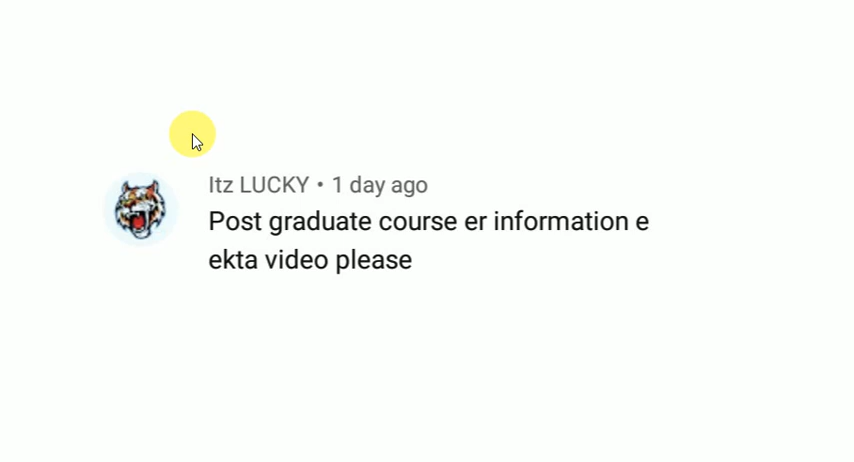 Itz LUCKY • 1 day ago
Post graduate course er information e
ekta video please